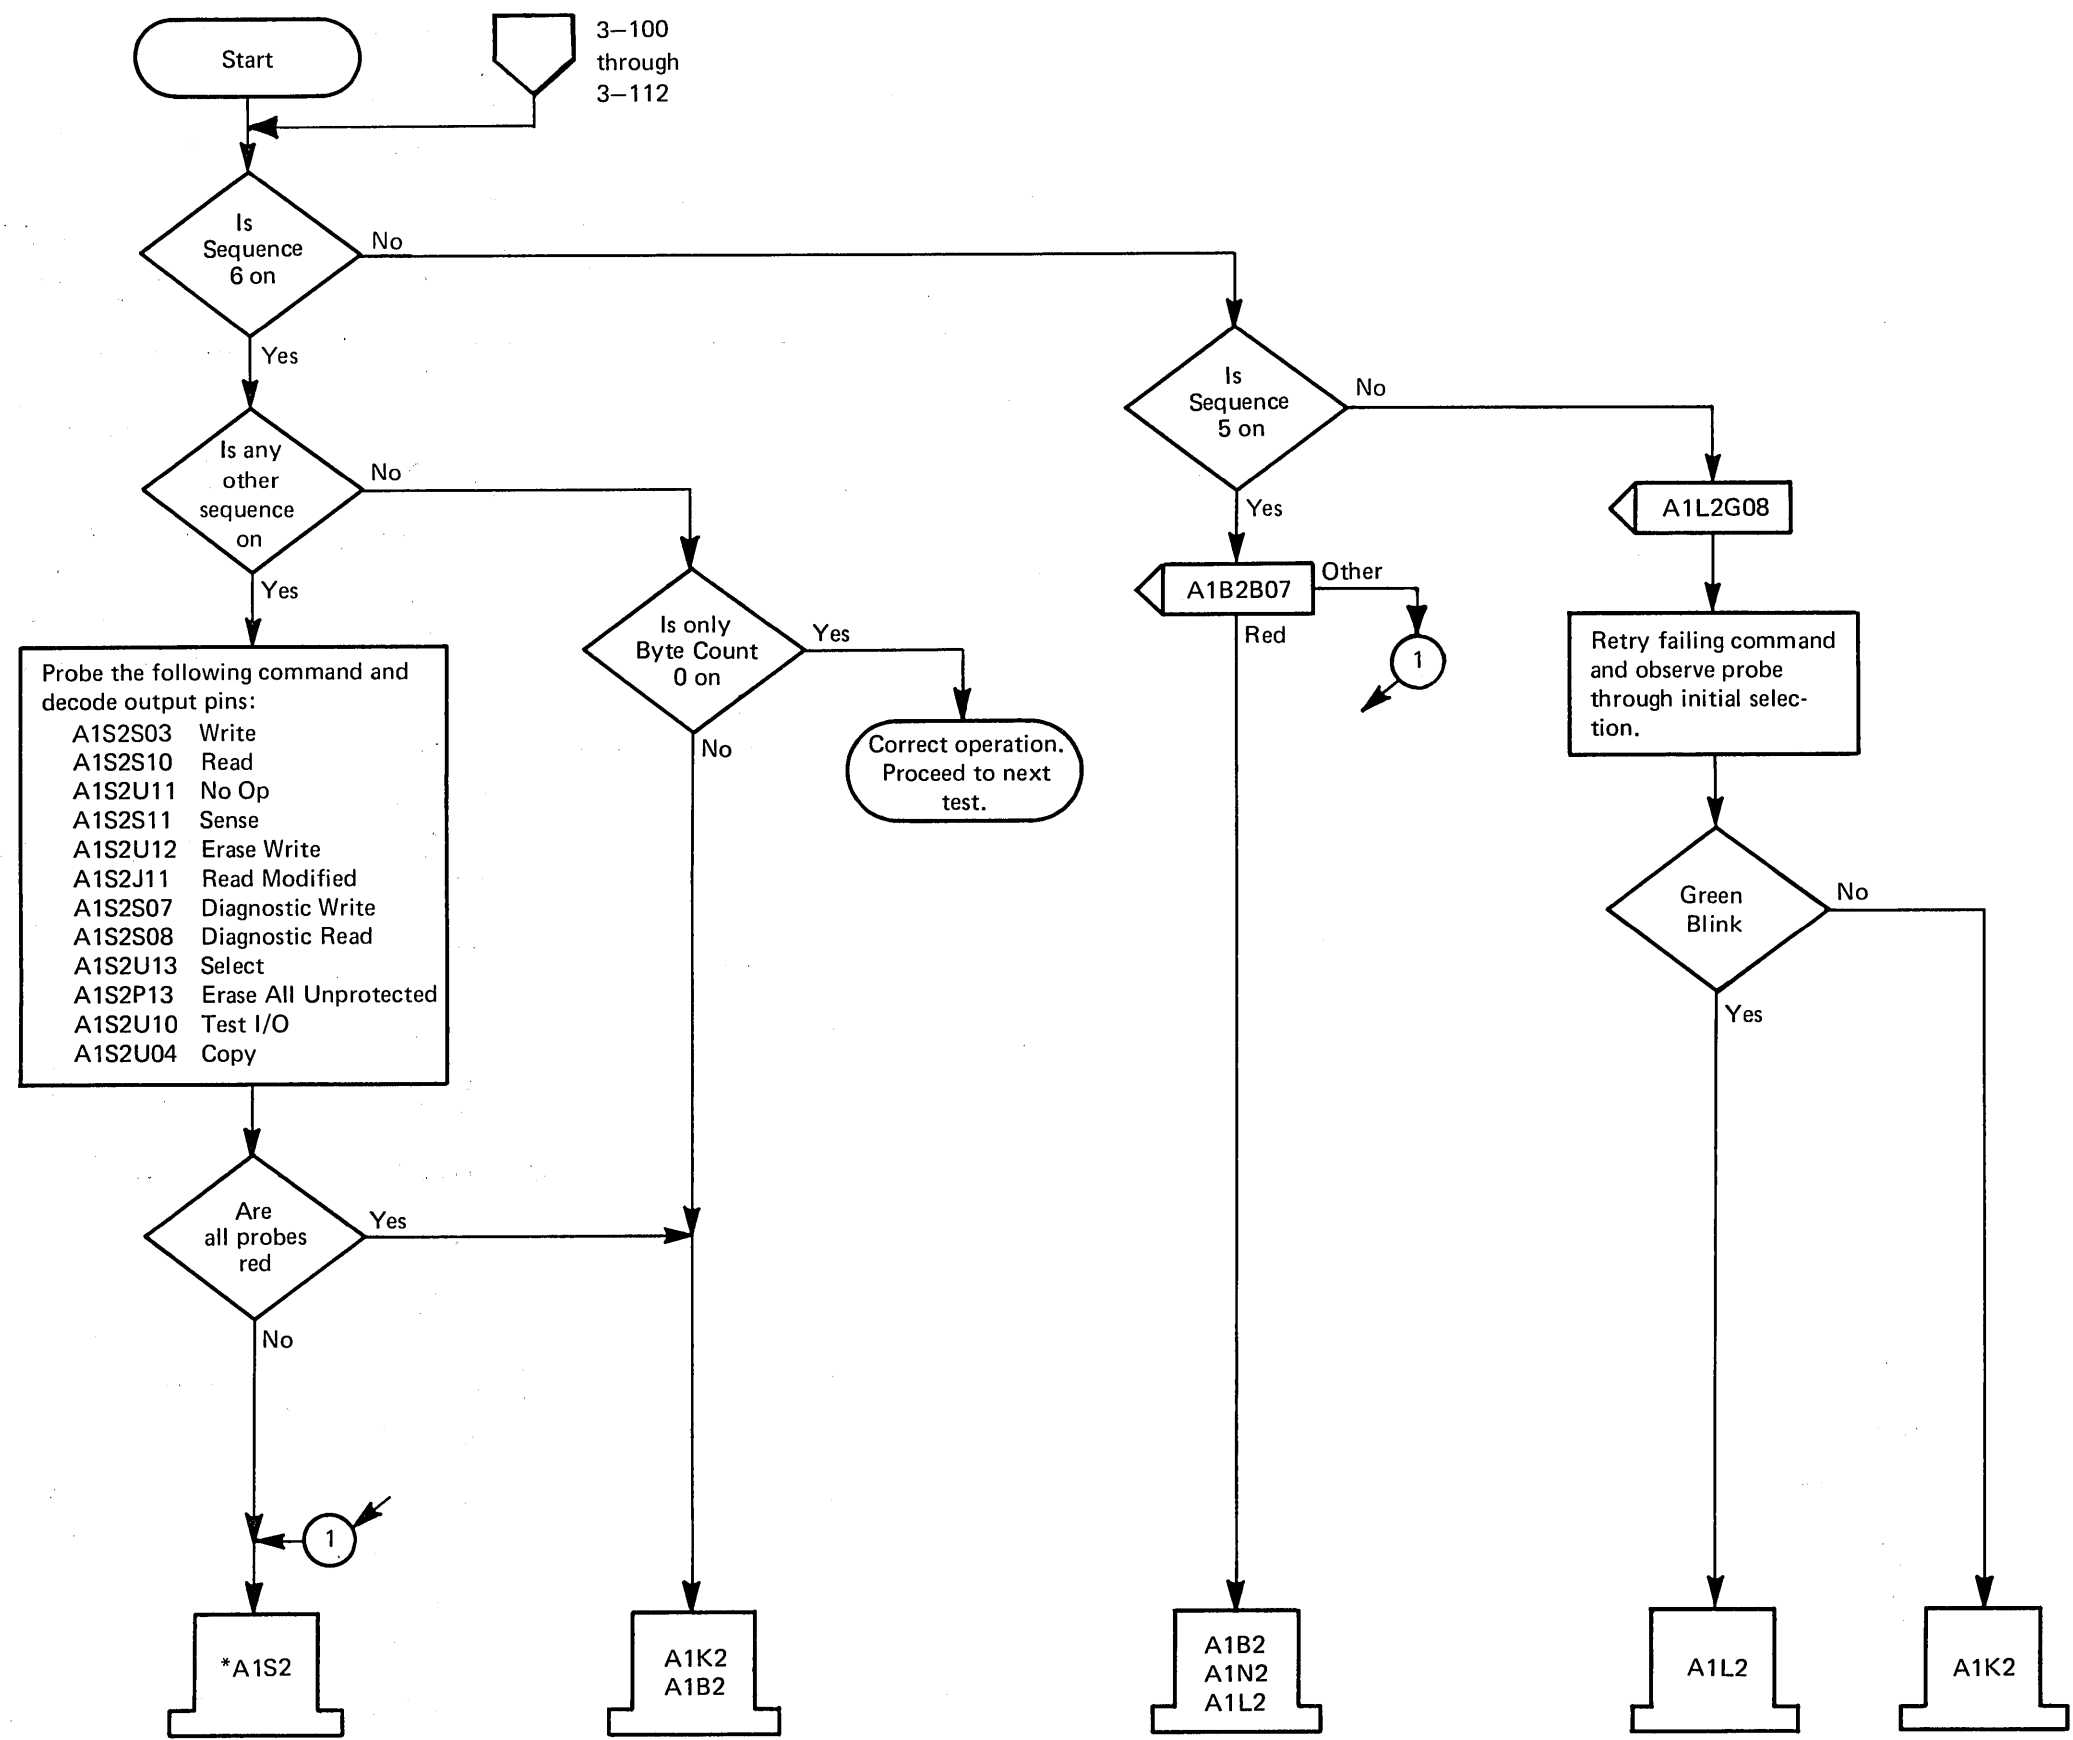 Start
3–100
through
3–112
Is
Sequence
6 on
No
Yes
Is
Sequence
5 on
No
Yes
Is any
other
sequence
on
No
Yes
A1L2G08
A1B2B07
Other
Red
1
Is only
Byte Count
0 on
Yes
No
Correct operation.
Proceed to next
test.
Retry failing command
and observe probe
through initial selec-
tion.
Probe the following command and
decode output pins:
A1S2S03 Write
A1S2S10 Read
A1S2U11 No Op
A1S2S11 Sense
A1S2U12 Erase Write
A1S2J11 Read Modified
A1S2S07 Diagnostic Write
A1S2S08 Diagnostic Read
A1S2U13 Select
A1S2P13 Erase All Unprotected
A1S2U10 Test I/O
A1S2U04 Copy
Green
Blink
No
Yes
Are
all probes
red
Yes
No
1
*A1S2
A1K2
A1B2
A1B2
A1N2
A1L2
A1L2
A1K2